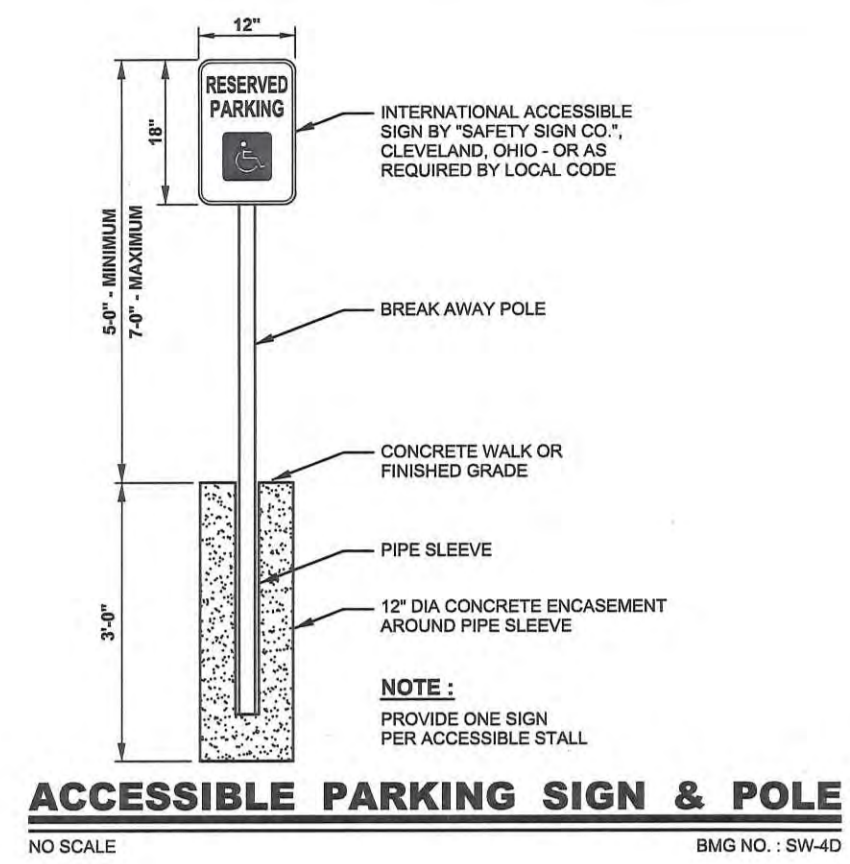 12"
RESERVED
PARKING
18"
INTERNATIONAL ACCESSIBLE
SIGN BY "SAFETY SIGN CO.",
CLEVELAND, OHIO - OR AS
REQUIRED BY LOCAL CODE
5-0" - MINIMUM
7-0" - MAXIMUM
BREAK AWAY POLE
CONCRETE WALK OR
FINISHED GRADE
PIPE SLEEVE
3'-0"
12" DIA CONCRETE ENCASEMENT
AROUND PIPE SLEEVE
NOTE :
PROVIDE ONE SIGN
PER ACCESSIBLE STALL
ACCESSIBLE PARKING SIGN & POLE
NO SCALE
BMG NO. : SW-4D